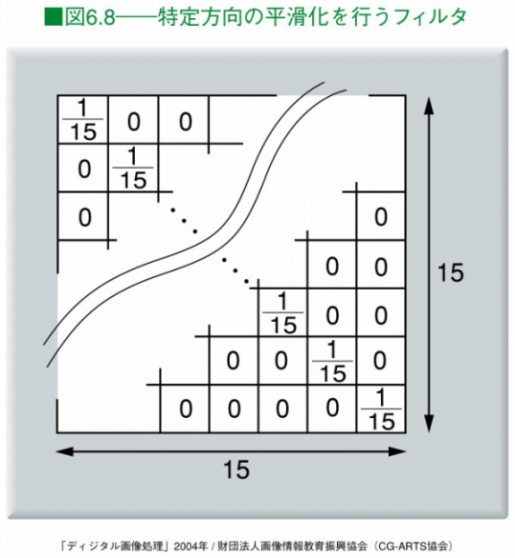 ■図6.8——特定方向の平滑化を行うフィルタ
1/15 0 0
0 1/15
0 0
0 0
1/15 0 0 15
0 0 1/15 0
0 0 0 0 1/15
15
「ディジタル画像処理」2004年 / 財団法人画像情報教育振興協会（CG-ARTS協会）